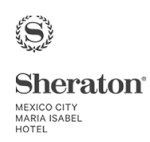 S
Sheraton®
MEXICO CITY
MARIA ISABEL
HOTEL